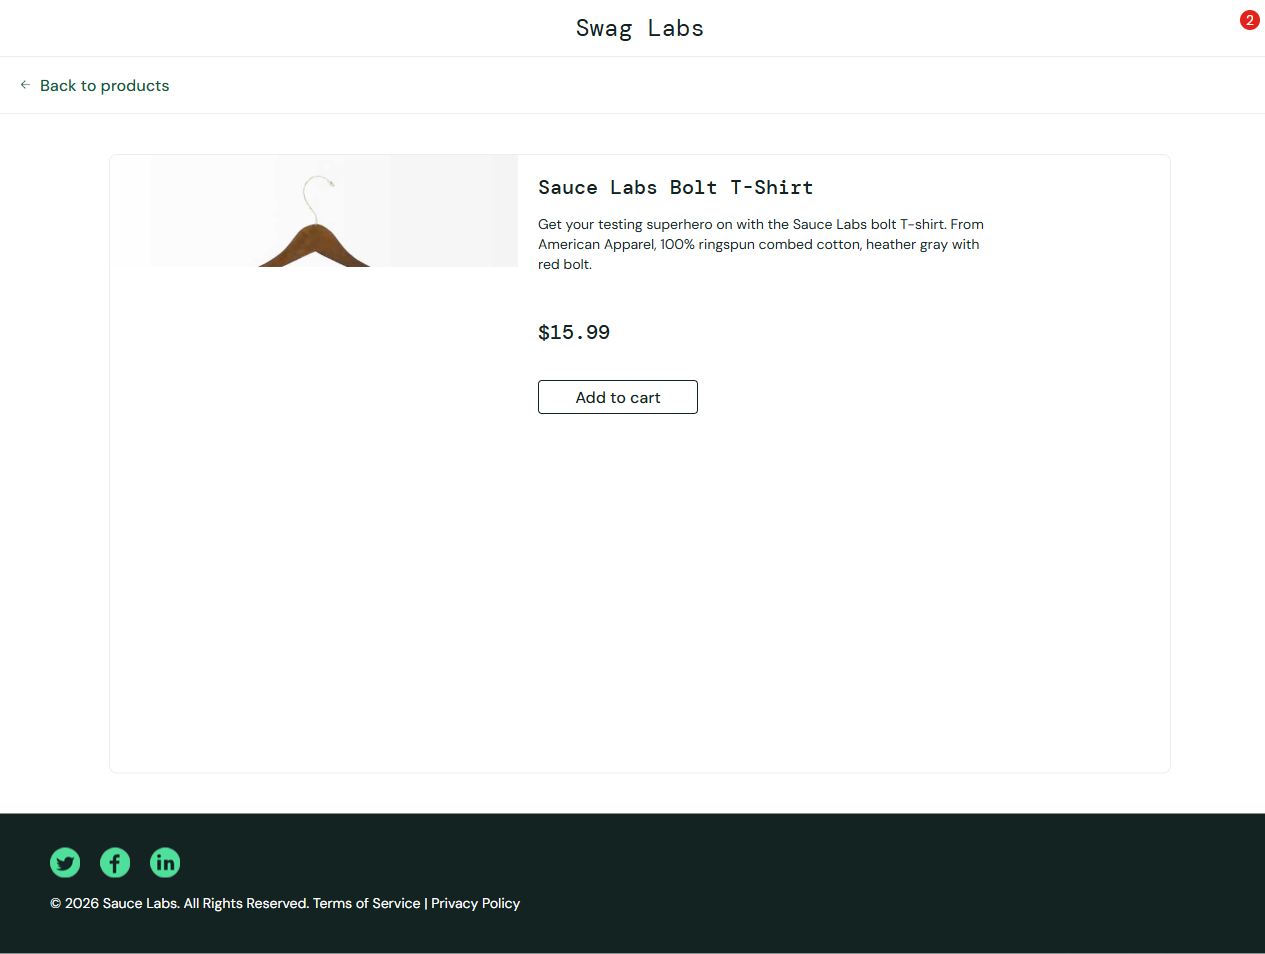 Swag Labs
2
Back to products
Sauce Labs Bolt T-Shirt
Get your testing superhero on with the Sauce Labs bolt T-shirt. From
American Apparel, 100% ringspun combed cotton, heather gray with
red bolt.
$15.99
Add to cart
© 2026 Sauce Labs. All Rights Reserved. Terms of Service | Privacy Policy